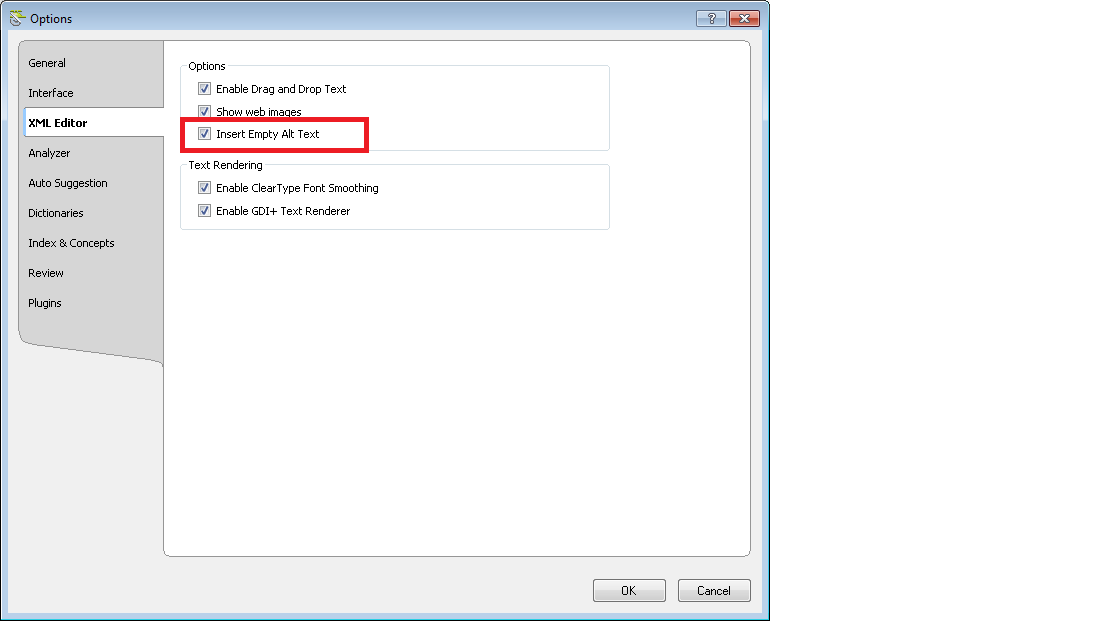 Options
?
General
Interface
XML Editor
Analyzer
Auto Suggestion
Dictionaries
Index & Concepts
Review
Plugins
Options
Enable Drag and Drop Text
Show web images
Insert Empty Alt Text
Text Rendering
Enable ClearType Font Smoothing
Enable GDI+ Text Renderer
OK
Cancel